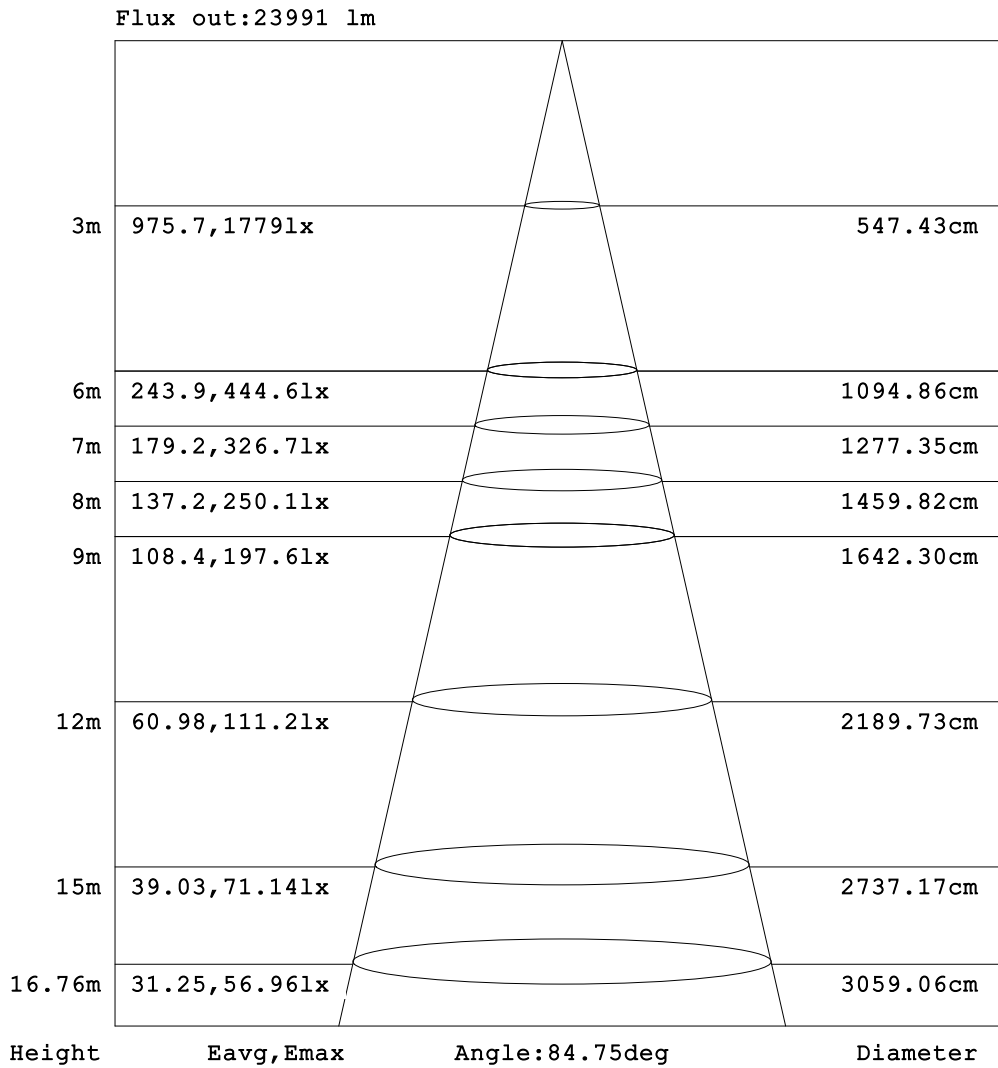 Flux out:23991 lm
3m 975.7,1779lx 547.43cm
6m 243.9,444.6lx 1094.86cm
7m 179.2,326.7lx 1277.35cm
8m 137.2,250.1lx 1459.82cm
9m 108.4,197.6lx 1642.30cm
12m 60.98,111.2lx 2189.73cm
15m 39.03,71.14lx 2737.17cm
16.76m 31.25,56.96lx 3059.06cm
Height Eavg,Emax Angle:84.75deg Diameter